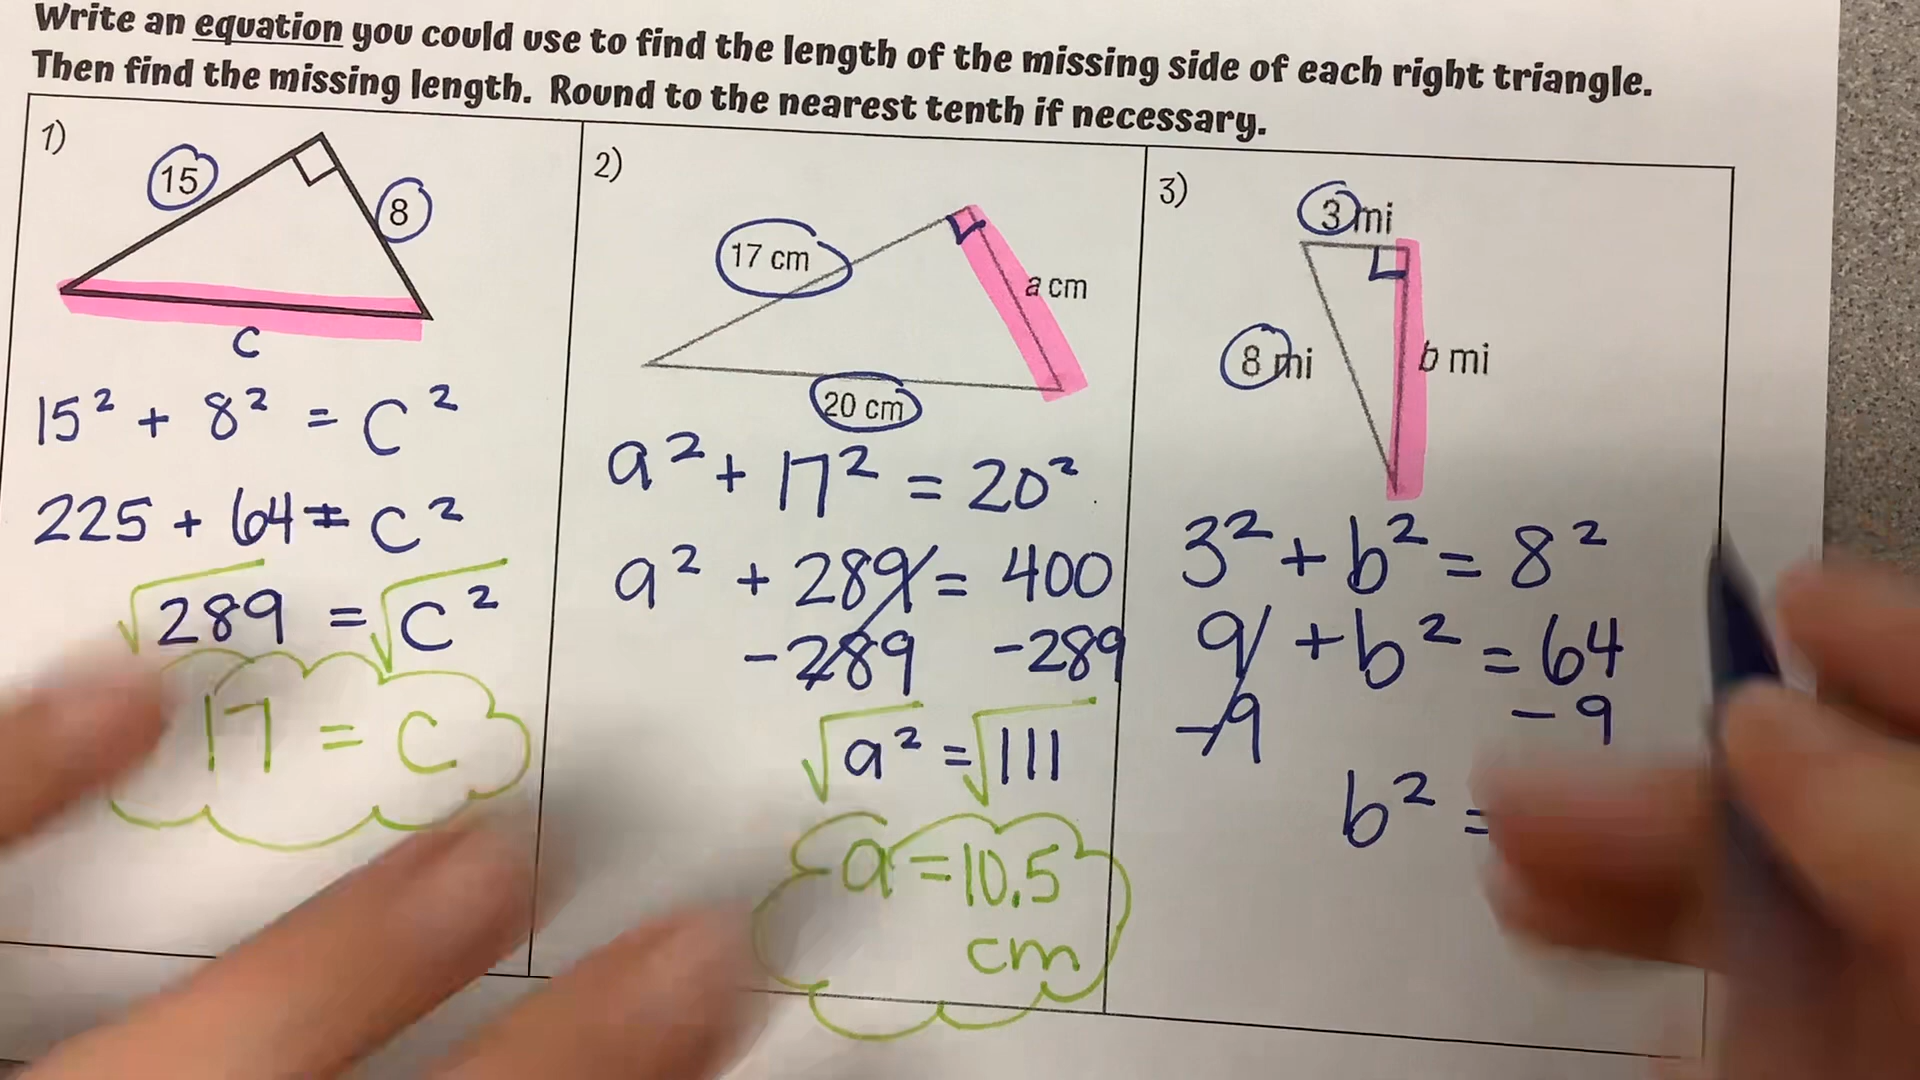 Write an equation you could use to find the length of the missing side of each right triangle.
Then find the missing length. Round to the nearest tenth if necessary.
1)
15
8
c
15² + 8² = c²
225 + 64 = c²
√289 = √c²
17 = c
2)
17 cm
a cm
20 cm
a² + 17² = 20²
a² + 289 = 400
-289 -289
√a² = √111
a = 10.5
cm
3)
3 mi
8 mi
b mi
3² + b² = 8²
9 + b² = 64
-9 -9
b² =